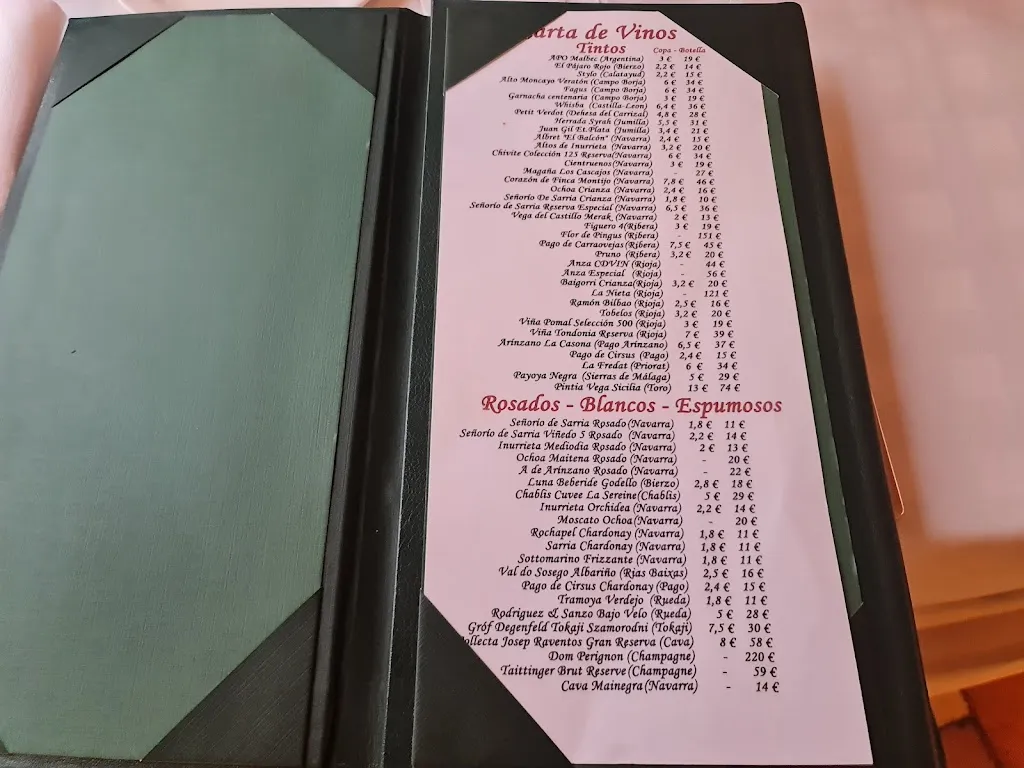 arta de Vinos
Tintos Copa - Botella
APO Malbec (Argentina) 3 € 19 €
El Pájaro Rojo (Bierzo) 2,2 € 14 €
Stylo (Calatayud) 2,2 € 15 €
Alto Moncayo Veratón (Campo Borja) 6 € 34 €
Fagus (Campo Borja) 6 € 34 €
Garnacha centenaria (Campo Borja) 3 € 19 €
Whisba (Castilla-Leon) 6,4 € 36 €
Petit Verdot (Dehesa del Carrizal) 4,8 € 28 €
Herrada Syrah (Jumilla) 5,5 € 31 €
Juan Gil Et.Plata (Jumilla) 3,4 € 21 €
Albret "El Balcón" (Navarra) 2,4 € 15 €
Altos de Inurrieta (Navarra) 3,2 € 20 €
Chivite Colección 125 Reserva(Navarra) 6 € 34 €
Cientruenos(Navarra) 3 € 19 €
Magaña Los Cascajos (Navarra) - 27 €
Corazón de Finca Montijo (Navarra) 7,8 € 46 €
Ochoa Crianza (Navarra) 2,4 € 16 €
Señorío De Sarria Crianza (Navarra) 1,8 € 10 €
Señorío de Sarria Reserva Especial (Navarra) 6,5 € 36 €
Vega del Castillo Merak (Navarra) 2 € 13 €
Figuero 4(Ribera) 3 € 19 €
Flor de Pingus (Ribera) - 151 €
Pago de Carraovejas(Ribera) 7,5 € 45 €
Pruno (Ribera) 3,2 € 20 €
Anza CDVIN (Rioja) - 44 €
Anza Especial (Rioja) - 56 €
Baigorri Crianza(Rioja) 3,2 € 20 €
La Nieta (Rioja) - 121 €
Ramón Bilbao (Rioja) 2,5 € 16 €
Tobelos (Rioja) 3,2 € 20 €
Viña Pomal Selección 500 (Rioja) 3 € 19 €
Viña Tondonia Reserva (Rioja) 7 € 39 €
Arínzano La Casona (Pago Arínzano) 6,5 € 37 €
Pago de Cirsus (Pago) 2,4 € 15 €
La Fredat (Priorat) 6 € 34 €
Payoya Negra (Sierras de Málaga) 5 € 29 €
Pintia Vega Sicilia (Toro) 13 € 74 €
Rosados - Blancos - Espumosos
Señorío de Sarria Rosado(Navarra) 1,8 € 11 €
Señorío de Sarria Viñedo 5 Rosado (Navarra) 2,2 € 14 €
Inurrieta Mediodia Rosado (Navarra) 2 € 13 €
Ochoa Maitena Rosado (Navarra) - 20 €
A de Arínzano Rosado (Navarra) - 22 €
Luna Beberide Godello (Bierzo) 2,8 € 18 €
Chablis Cuvee La Sereine(Chablis) 5 € 29 €
Inurrieta Orchidea (Navarra) 2,2 € 14 €
Moscato Ochoa(Navarra) - 20 €
Rochapel Chardonay (Navarra) 1,8 € 11 €
Sarria Chardonay (Navarra) 1,8 € 11 €
Sottomarino Frizzante (Navarra) 1,8 € 11 €
Val do Sosego Albariño (Rias Baixas) 2,5 € 16 €
Pago de Cirsus Chardonay (Pago) 2,4 € 15 €
Tramoya Verdejo (Rueda) 1,8 € 11 €
Rodriguez & Sanzo Bajo Velo (Rueda) 5 € 28 €
Gróf Degenfeld Tokaji Szamorodni (Tokaji) 7,5 € 30 €
ollecta Josep Raventos Gran Reserva (Cava) 8 € 58 €
Dom Perignon (Champagne) - 220 €
Taittinger Brut Reserve(Champagne) - 59 €
Cava Mainegra(Navarra) - 14 €